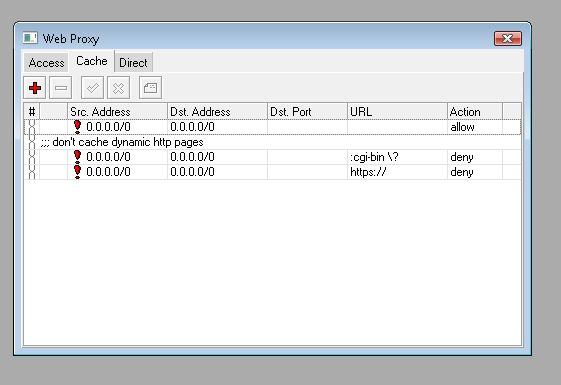 Web Proxy
Access Cache Direct
# Src. Address Dst. Address Dst. Port URL Action
0.0.0.0/0 0.0.0.0/0 allow
;;; don't cache dynamic http pages
0.0.0.0/0 0.0.0.0/0 :cgi-bin \? deny
0.0.0.0/0 0.0.0.0/0 https:// deny